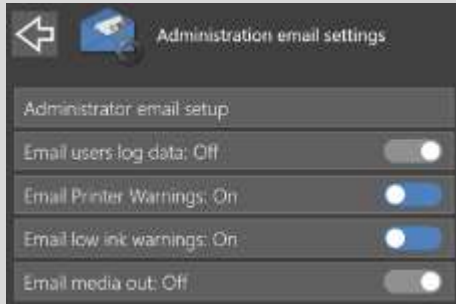 Administration email settings
Administrator email setup
Email users log data: Off
Email Printer Warnings: On
Email low ink warnings: On
Email media out: Off